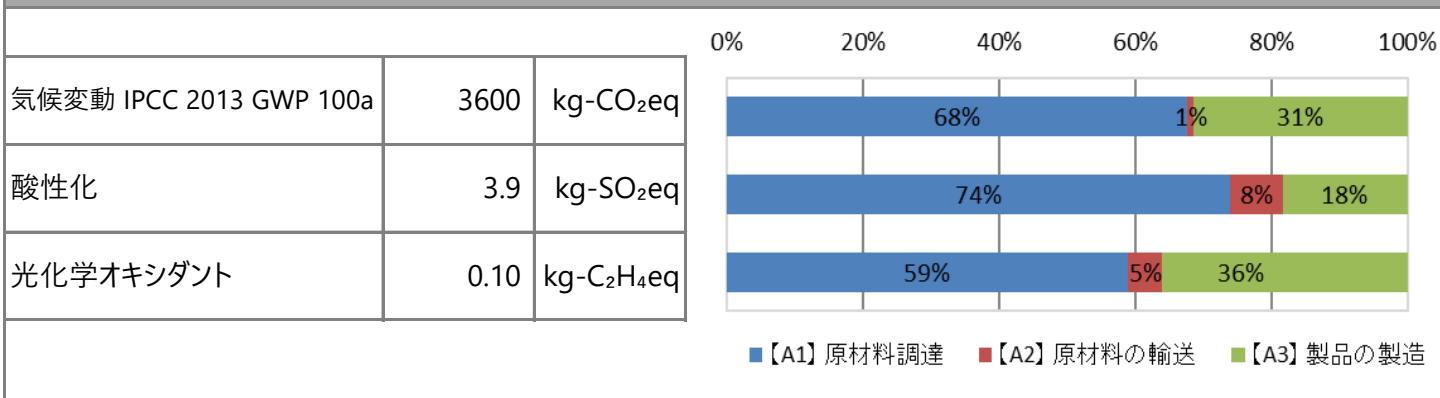 0% 20% 40% 60% 80% 100%
気候変動 IPCC 2013 GWP 100a 3600 kg-CO₂eq
68% 1% 31%
酸性化 3.9 kg-SO₂eq
74% 8% 18%
光化学オキシダント 0.10 kg-C₂H₄eq
59% 5% 36%
【A1】原材料調達 【A2】原材料の輸送 【A3】製品の製造